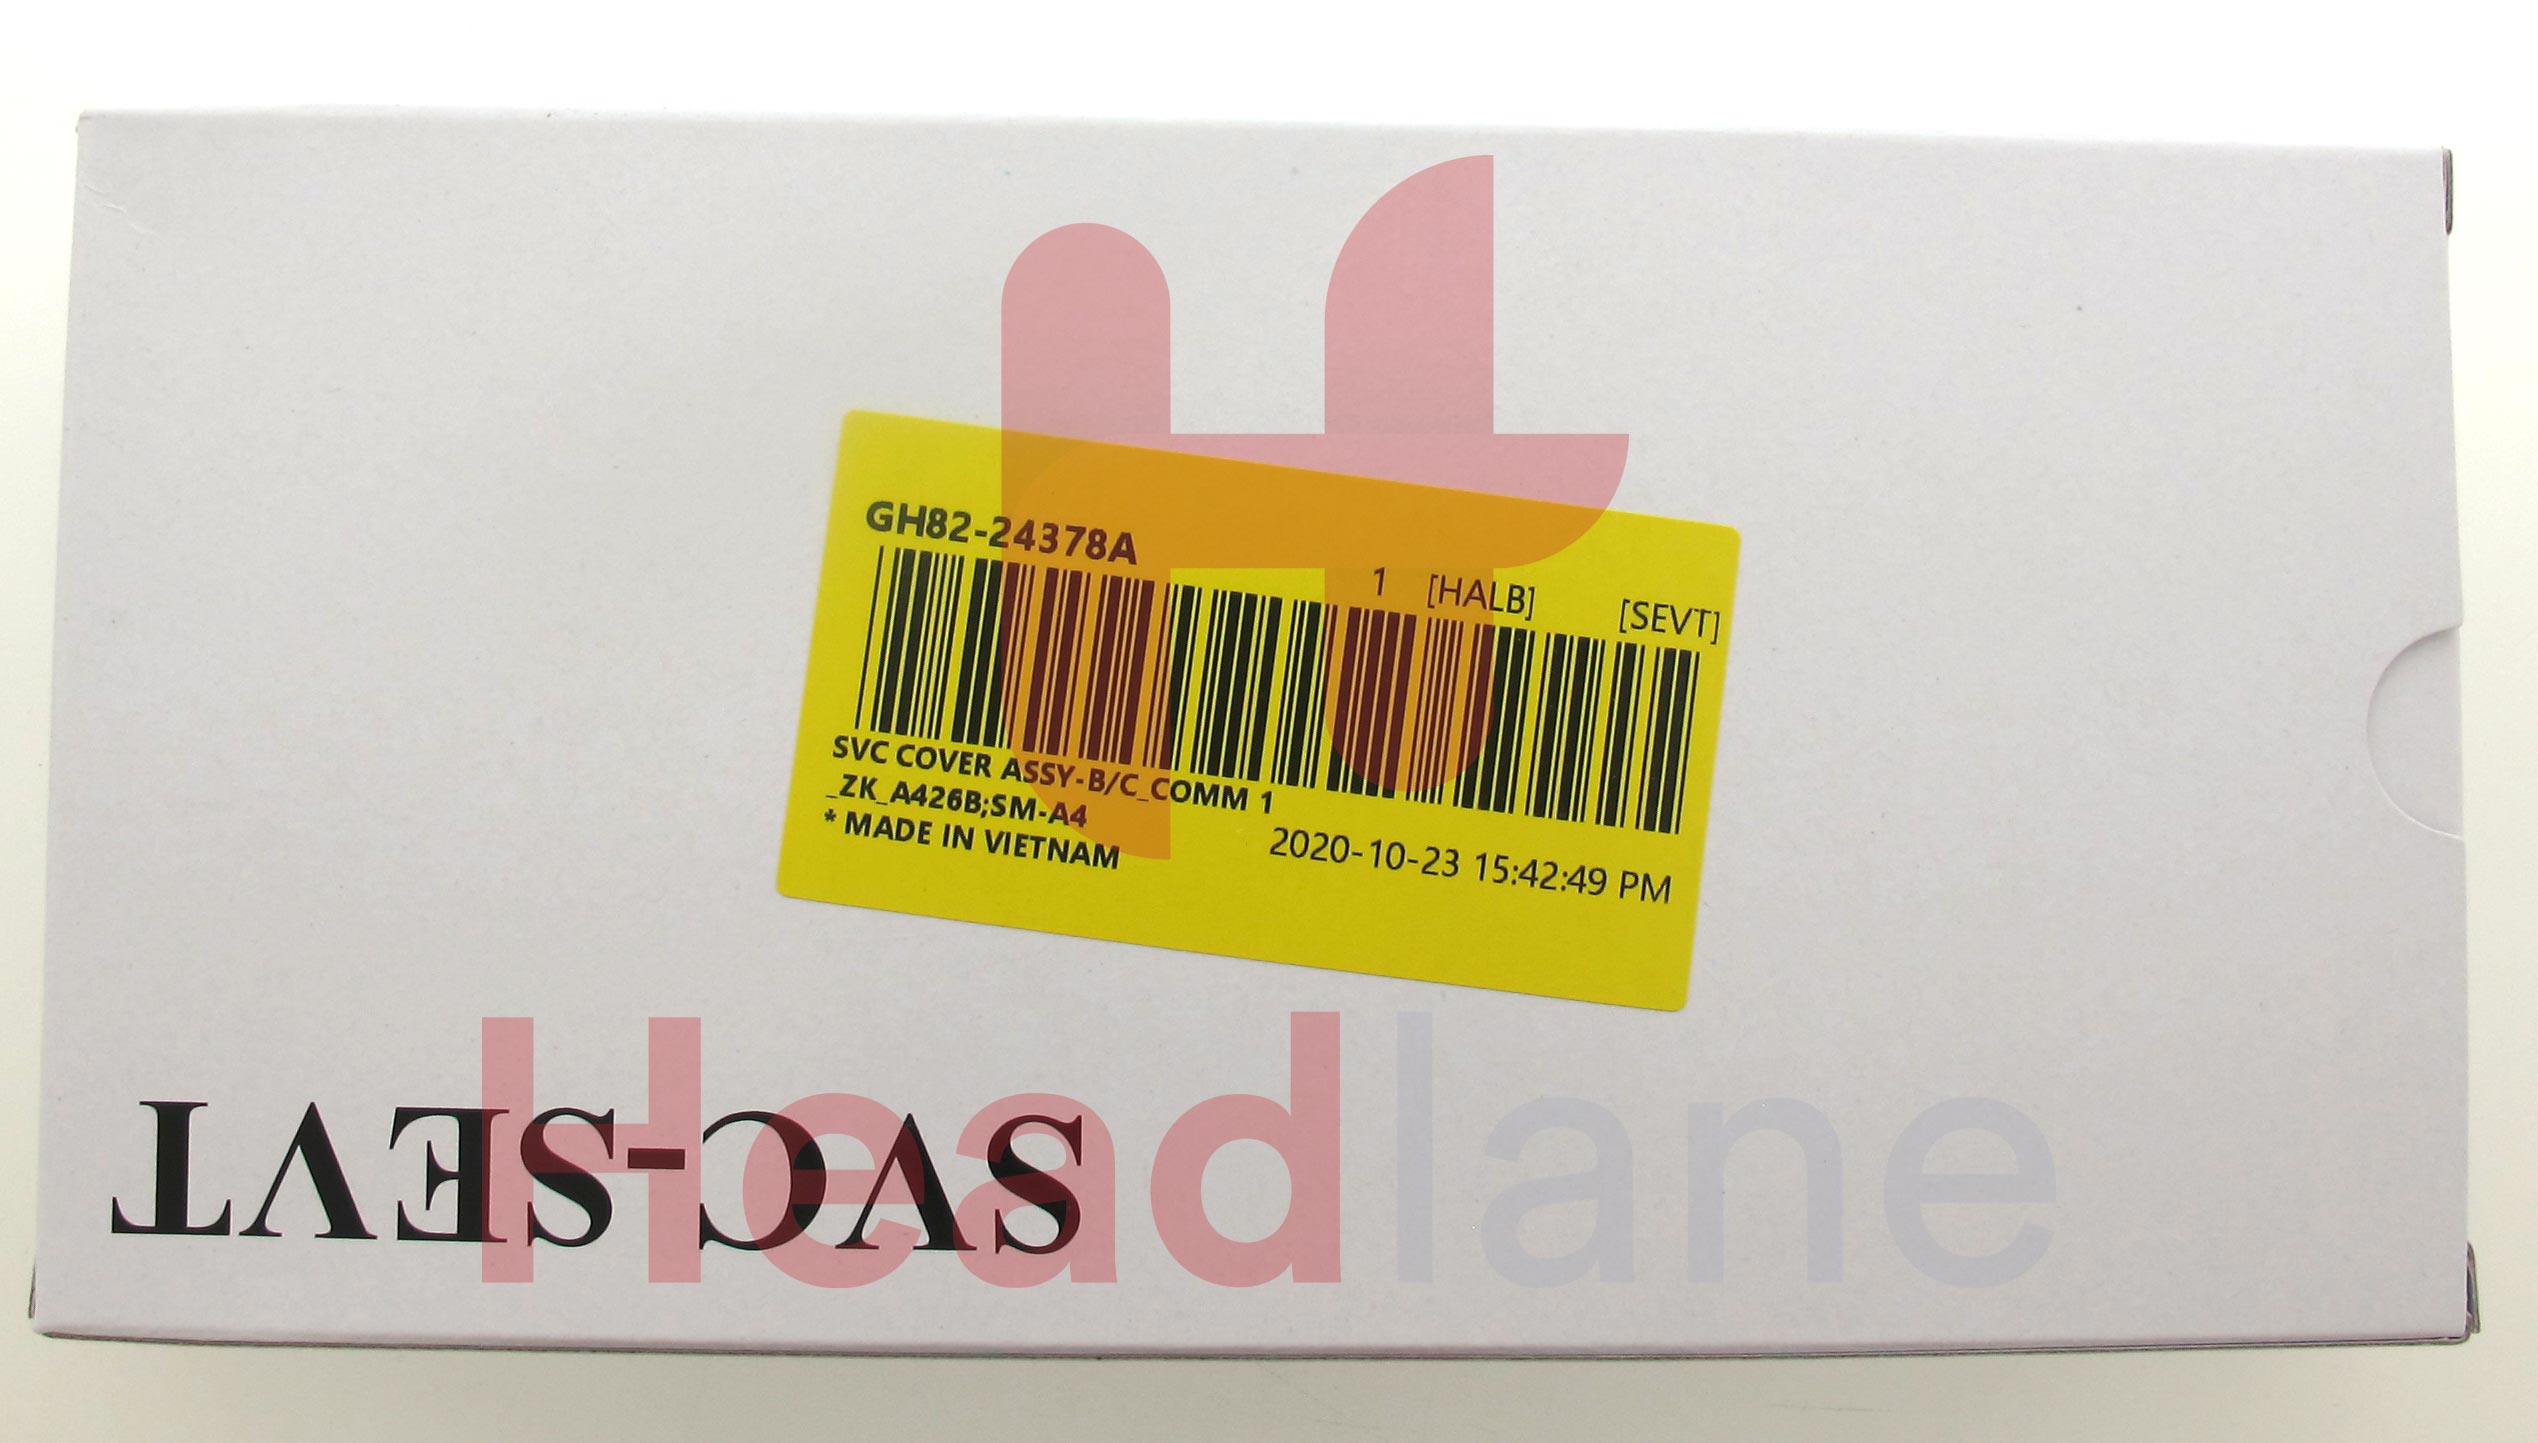 GH82-24378A
1 [HALB] [SEVT]
SVC COVER ASSY-B/C_COMM 1
_ZK_A426B;SM-A4
* MADE IN VIETNAM
2020-10-23 15:42:49 PM
SVC-SEVT
Headlane